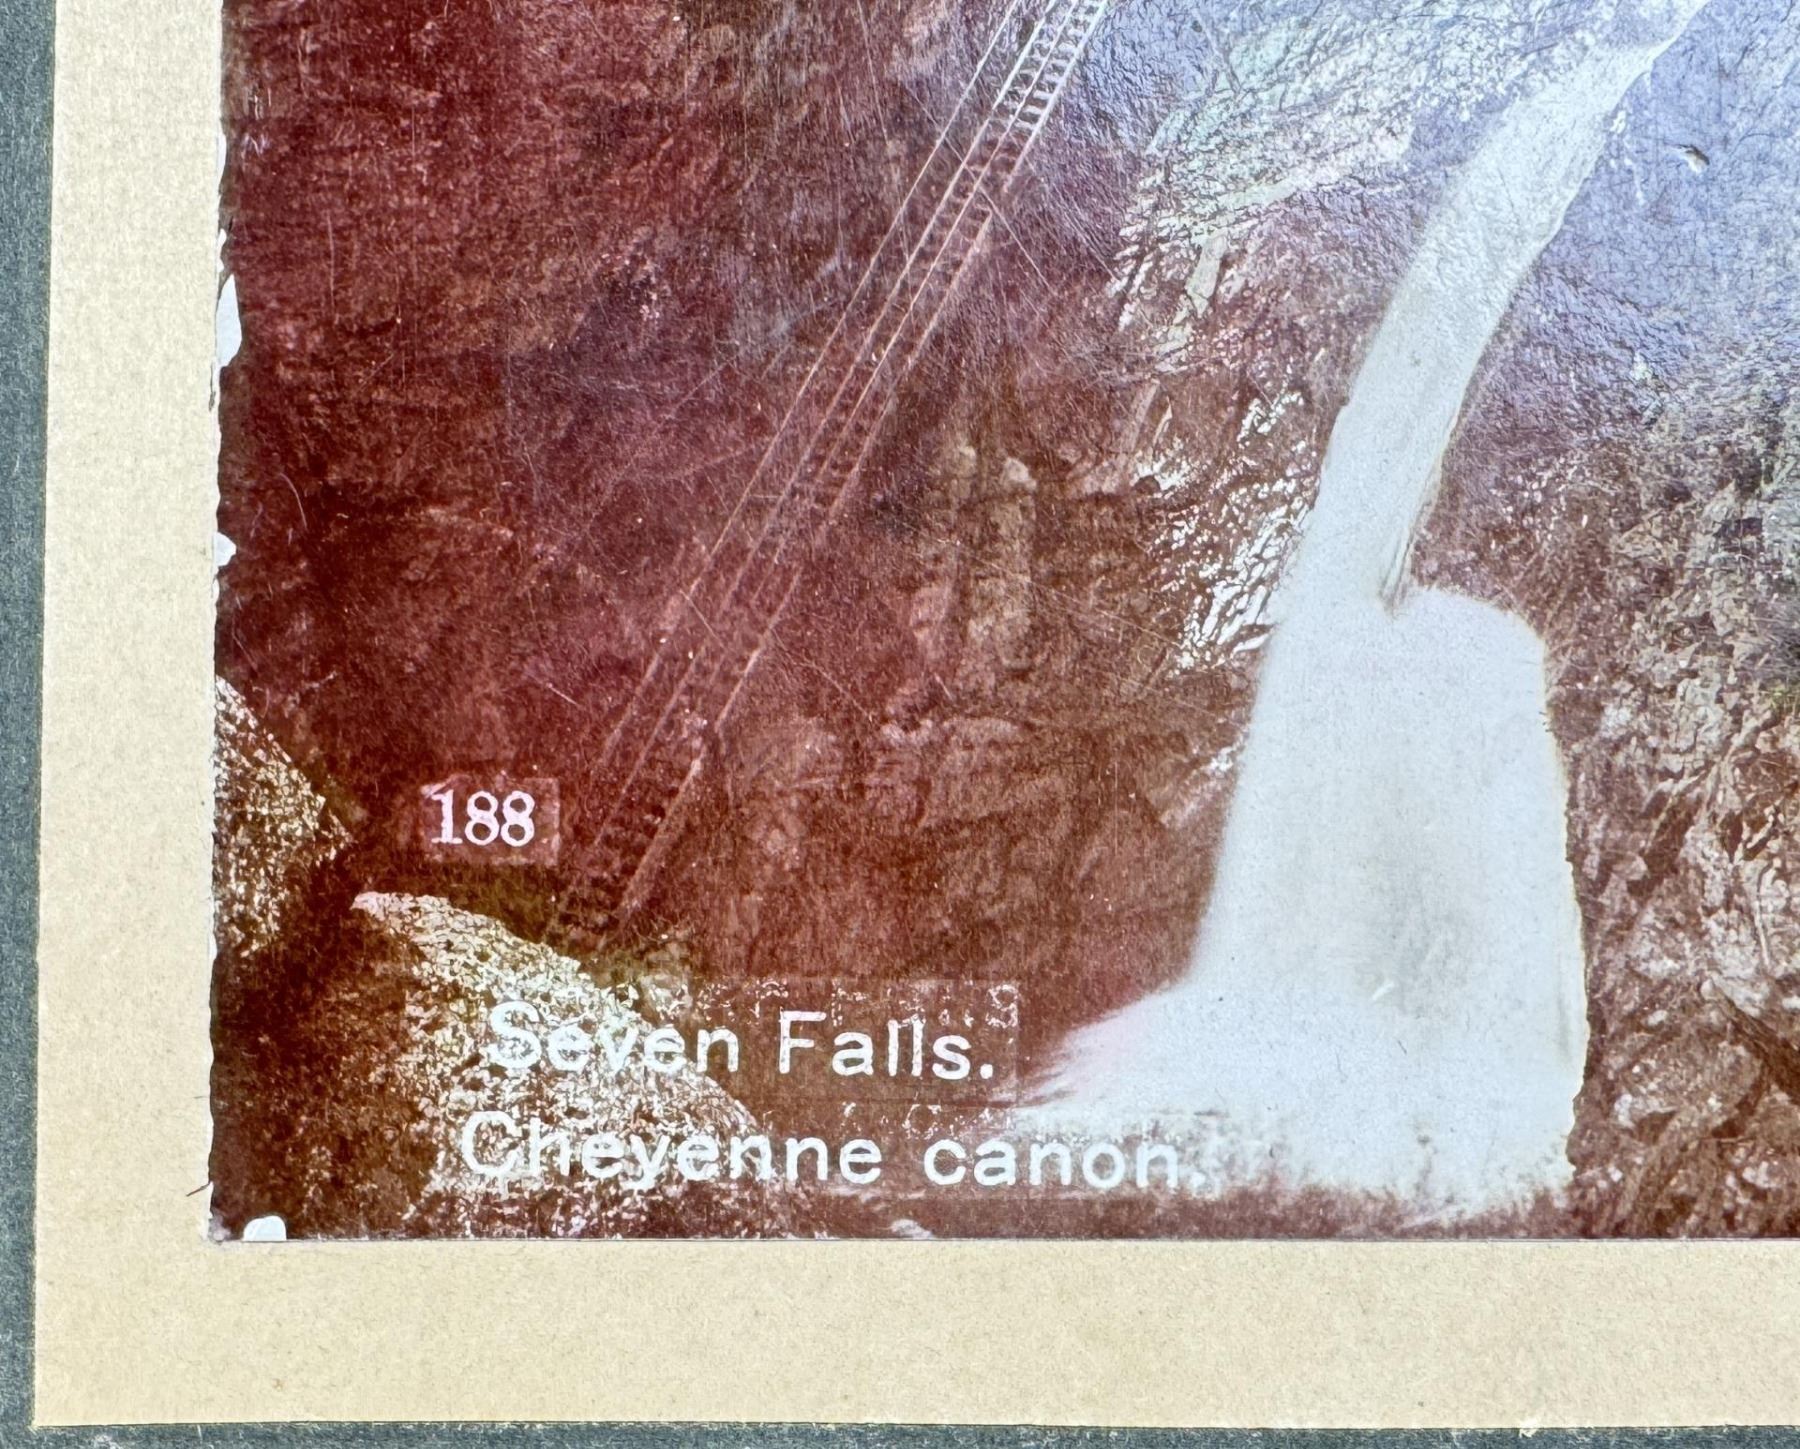 188
Seven Falls.
Cheyenne canon.